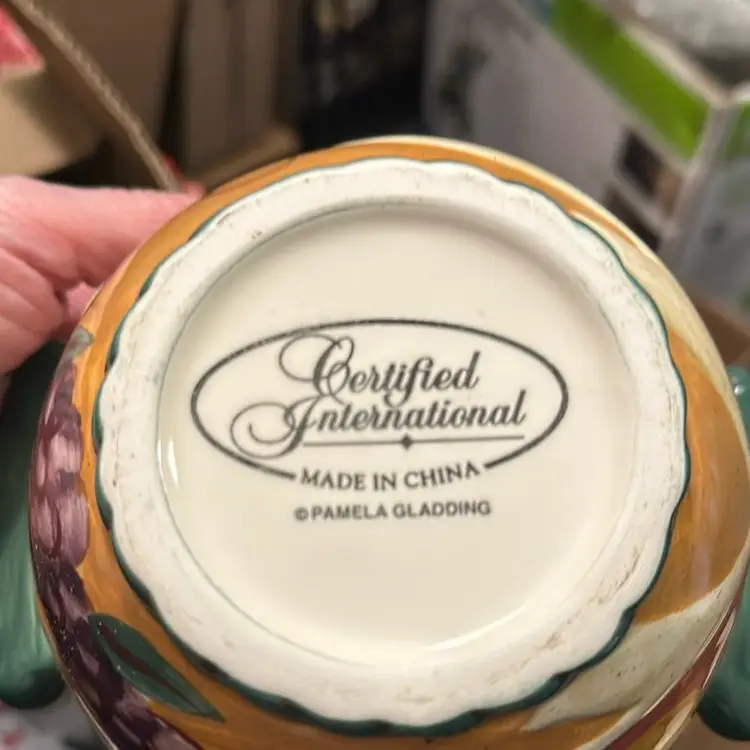 Certified
International
MADE IN CHINA
©PAMELA GLADDING